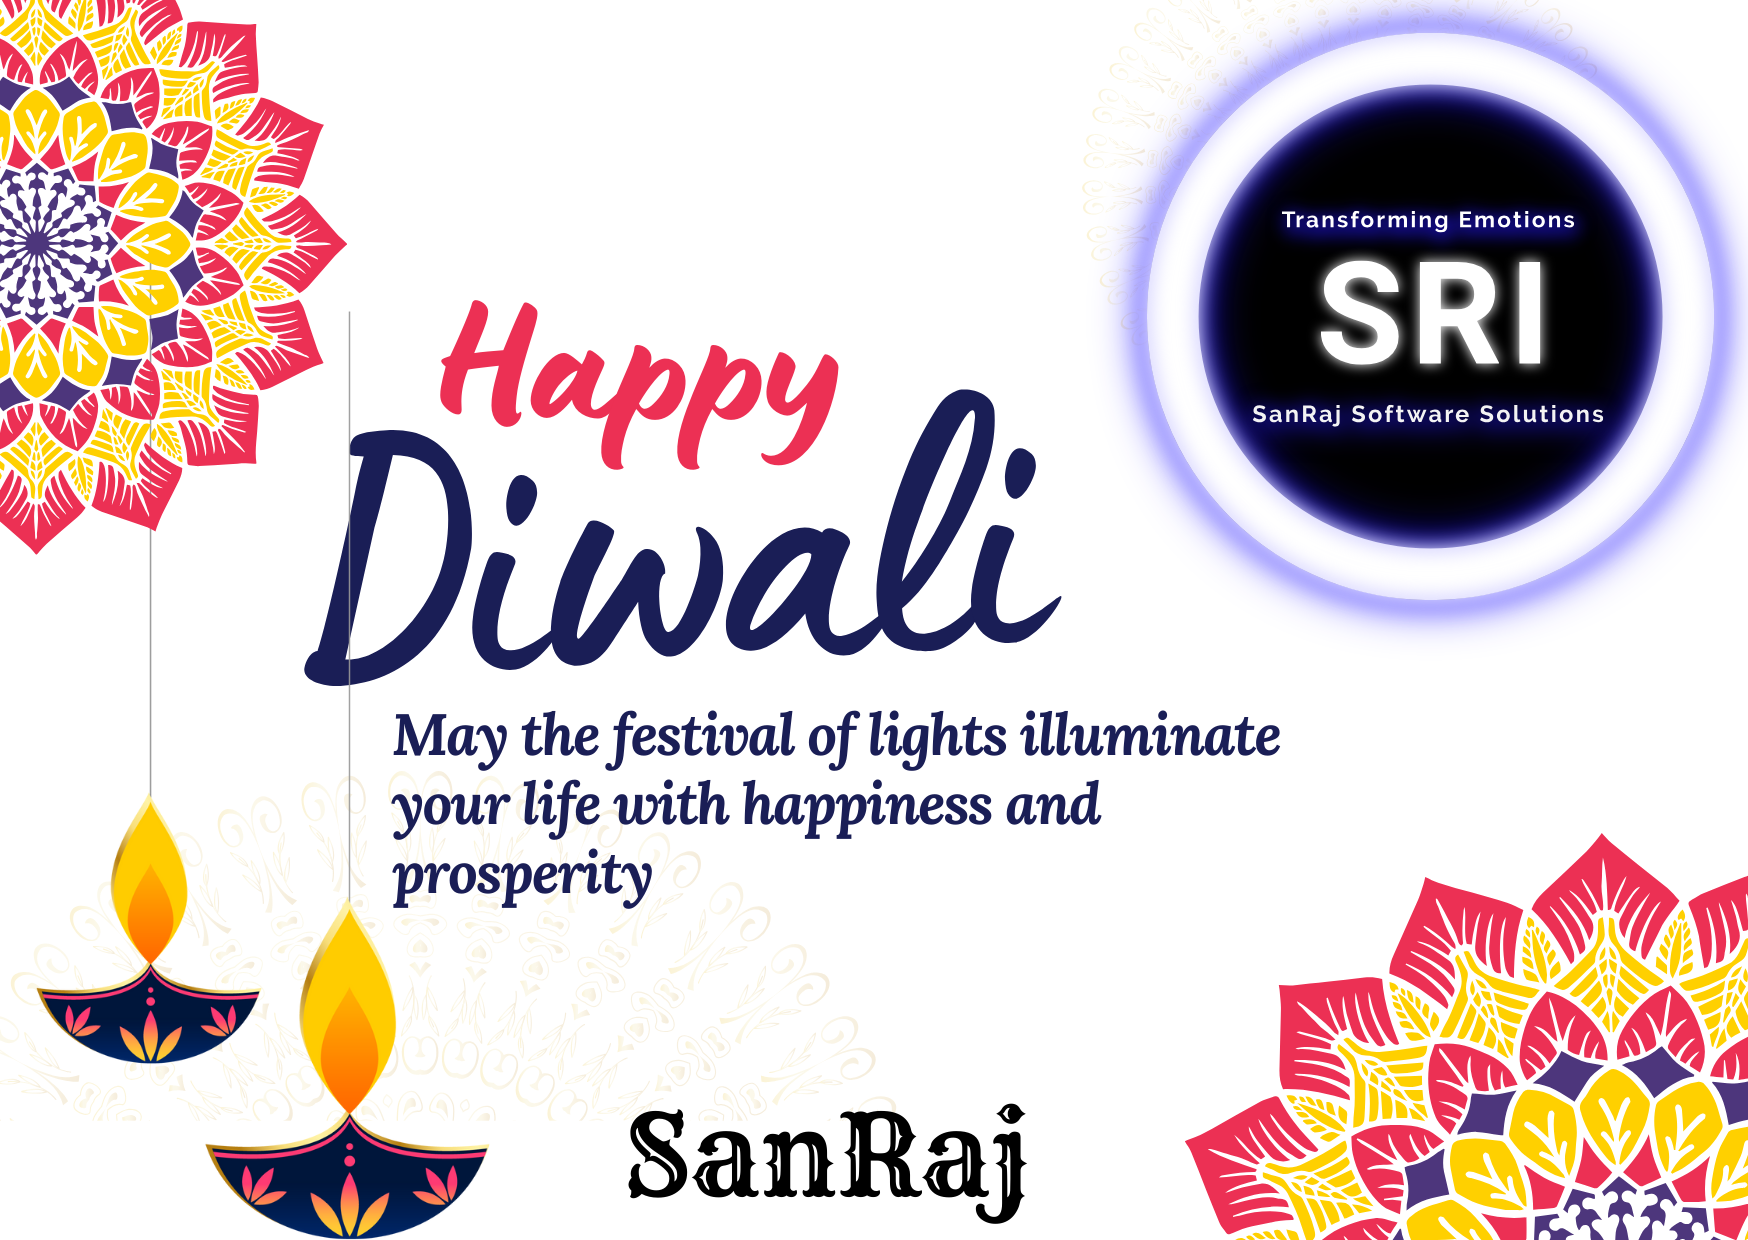 Transforming Emotions
SRI
SanRaj Software Solutions
Happy
Diwali
May the festival of lights illuminate
your life with happiness and
prosperity
SanRaj